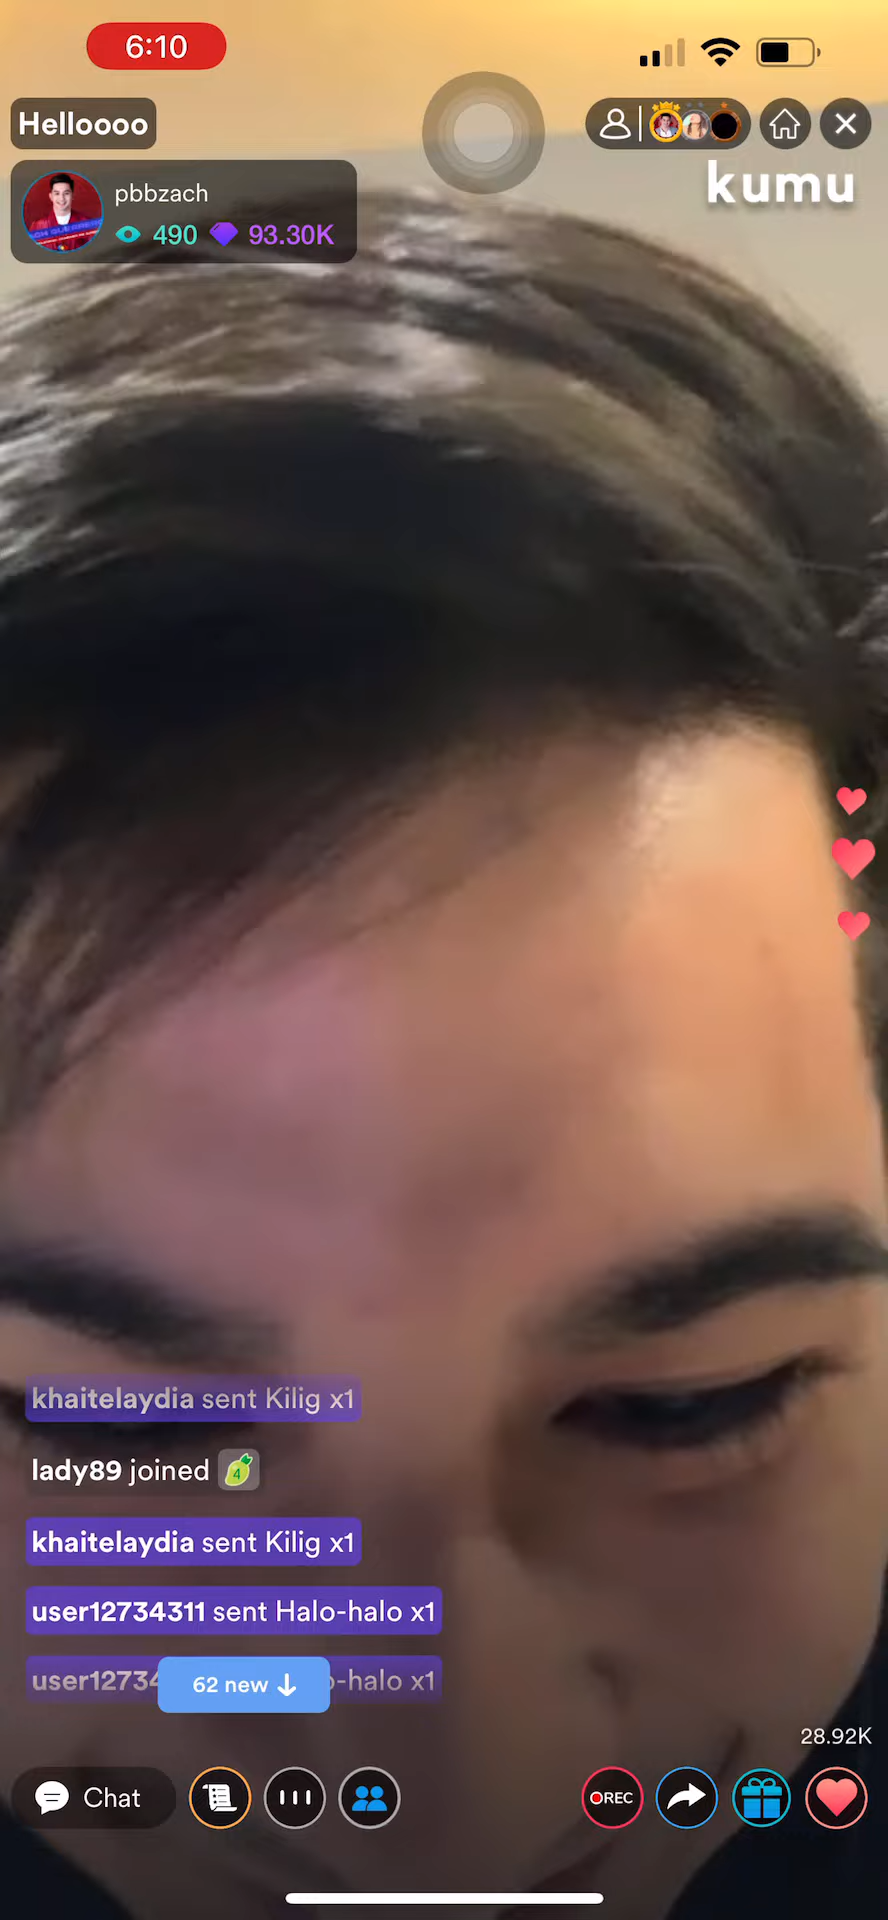 6:10
Helloooo
pbbzach
490 93.30K
kumu
khaitelaydia sent Kilig x1
lady89 joined 4
khaitelaydia sent Kilig x1
user12734311 sent Halo-halo x1
62 new ↓
-halo x1
28.92K
Chat
REC